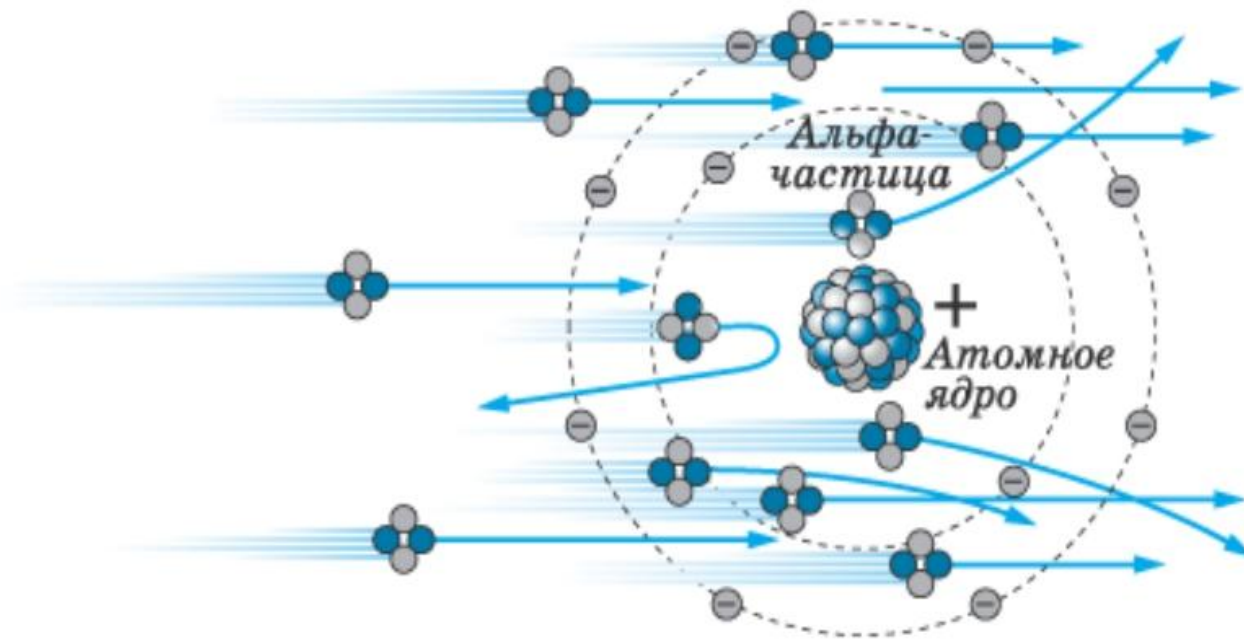 Альфа-
частица
+
Атомное
ядро